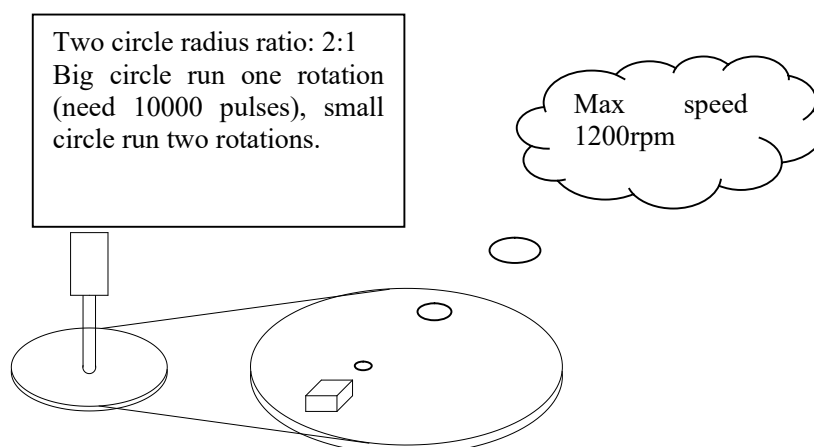 Two circle radius ratio: 2:1
Big circle run one rotation
(need 10000 pulses), small
circle run two rotations.
Max speed
1200rpm